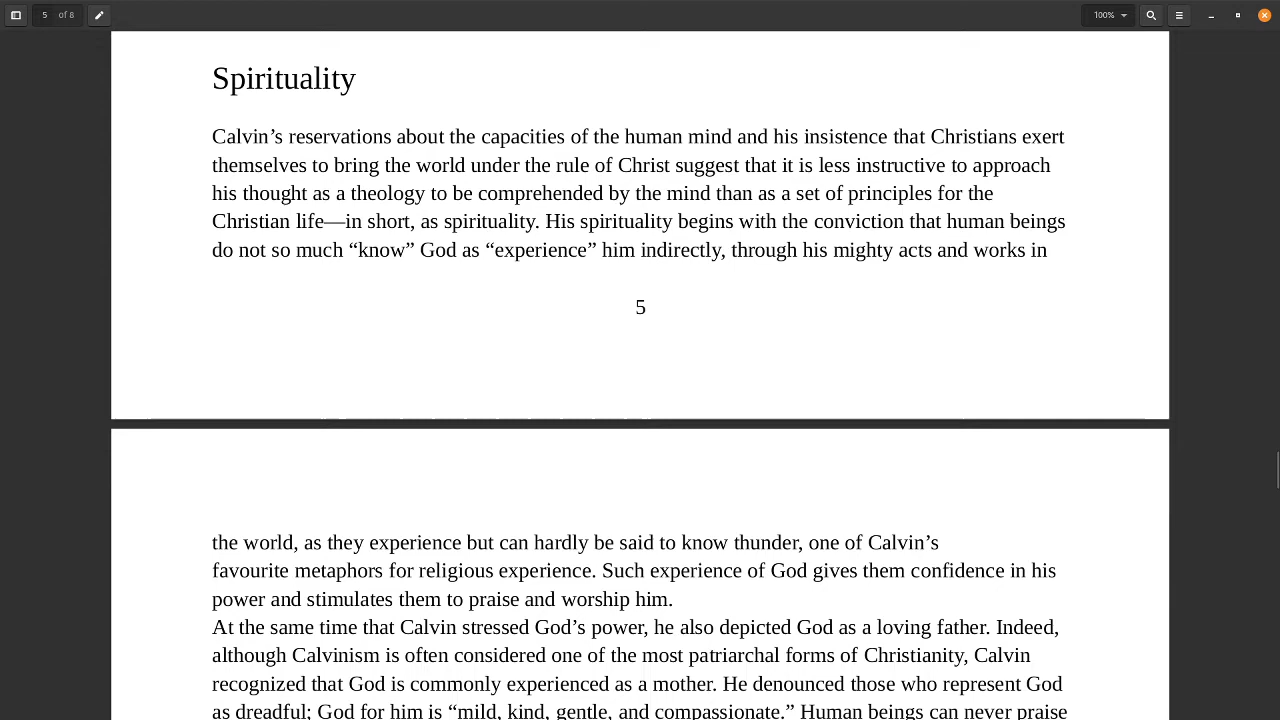 5 of 8
100%
Spirituality
Calvin’s reservations about the capacities of the human mind and his insistence that Christians exert
themselves to bring the world under the rule of Christ suggest that it is less instructive to approach
his thought as a theology to be comprehended by the mind than as a set of principles for the
Christian life—in short, as spirituality. His spirituality begins with the conviction that human beings
do not so much “know” God as “experience” him indirectly, through his mighty acts and works in
5
the world, as they experience but can hardly be said to know thunder, one of Calvin’s
favourite metaphors for religious experience. Such experience of God gives them confidence in his
power and stimulates them to praise and worship him.
At the same time that Calvin stressed God’s power, he also depicted God as a loving father. Indeed,
although Calvinism is often considered one of the most patriarchal forms of Christianity, Calvin
recognized that God is commonly experienced as a mother. He denounced those who represent God
as dreadful; God for him is “mild, kind, gentle, and compassionate.” Human beings can never praise